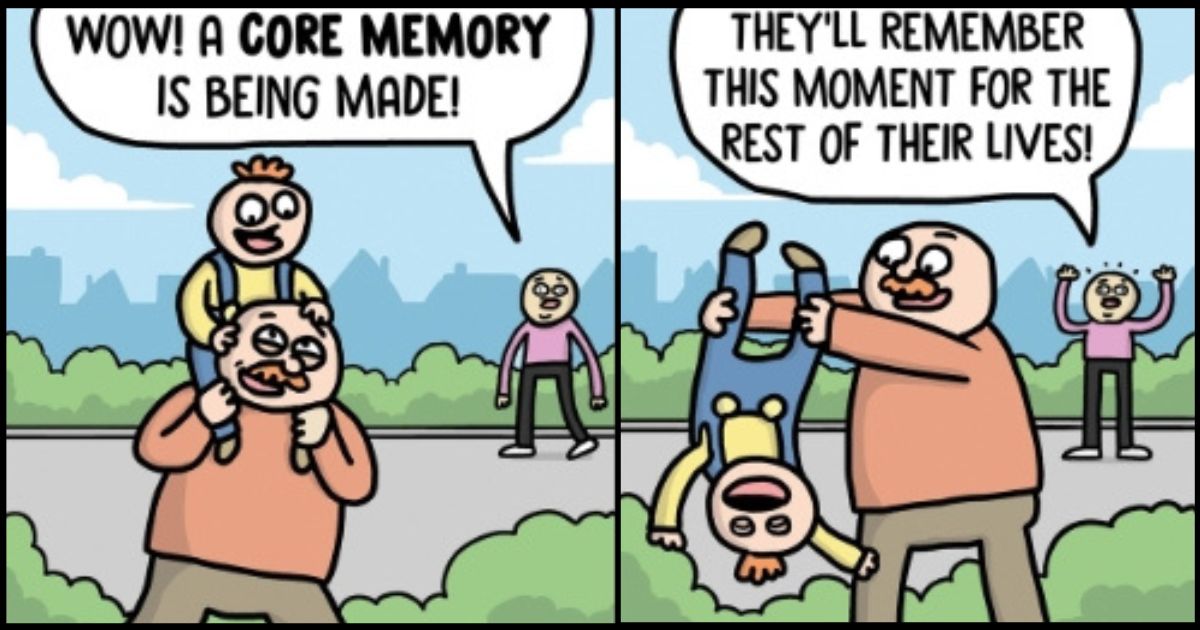 WOW! A CORE MEMORY
IS BEING MADE!
THEY'LL REMEMBER
THIS MOMENT FOR THE
REST OF THEIR LIVES!